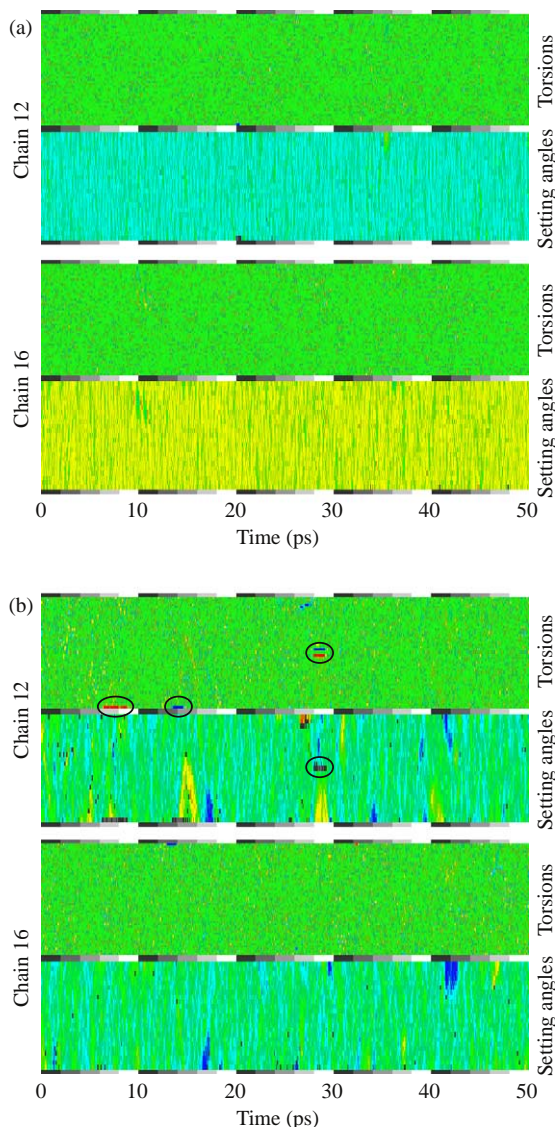 (a)
Chain 12
Torsions
Setting angles
Chain 16
Torsions
Setting angles
0 10 20 30 40 50
Time (ps)
(b)
Chain 12
Torsions
Setting angles
Chain 16
Torsions
Setting angles
0 10 20 30 40 50
Time (ps)